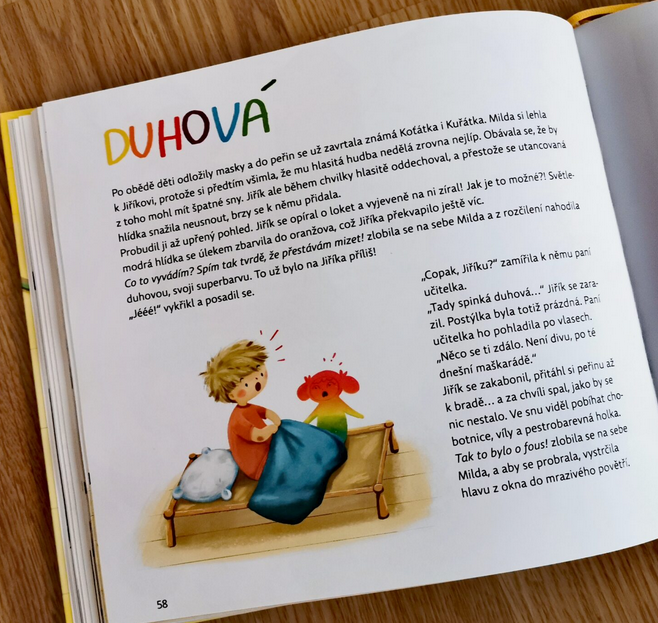 DUHOVÁ
Po obědě děti odložily masky a do peřin se už zavrtala známá Koťátka i Kuřátka. Milda si lehla
k Jiříkovi, protože si předtím všimla, že mu hlasitá hudba nedělá zrovna nejlíp. Obávala se, že by
z toho mohl mít špatné sny. Jiřík ale během chvilky hlasitě oddechoval, a přestože se utancovaná
hlídka snažila neusnout, brzy se k němu přidala.
Probudil ji až upřený pohled. Jiřík se opíral o loket a vyjeveně na ni zíral! Jak je to možné?! Světle-
modrá hlídka se úlekem zbarvila do oranžova, což Jiříka překvapilo ještě víc.
Co to vyvádím? Spím tak tvrdě, že přestávám mizet! zlobila se na sebe Milda a z rozčilení nahodila
duhovou, svoji superbarvu. To už bylo na Jiříka příliš!
„Jééé!" vykřikl a posadil se.
„Copak, Jiříku?" zamířila k němu paní
učitelka.
„Tady spinká duhová…" Jiřík se zara-
zil. Postýlka byla totiž prázdná. Paní
učitelka ho pohladila po vlasech.
„Něco se ti zdálo. Není divu, po té
dnešní maškarádě."
Jiřík se zakabonil, přitáhl si peřinu až
k bradě… a za chvíli spal, jako by se
nic nestalo. Ve snu viděl pobíhat cho-
botnice, víly a pestrobarevná holka.
Tak to bylo o fous! zlobila se na sebe
Milda, a aby se probrala, vystrčila
hlavu z okna do mrazivého povětří.
58